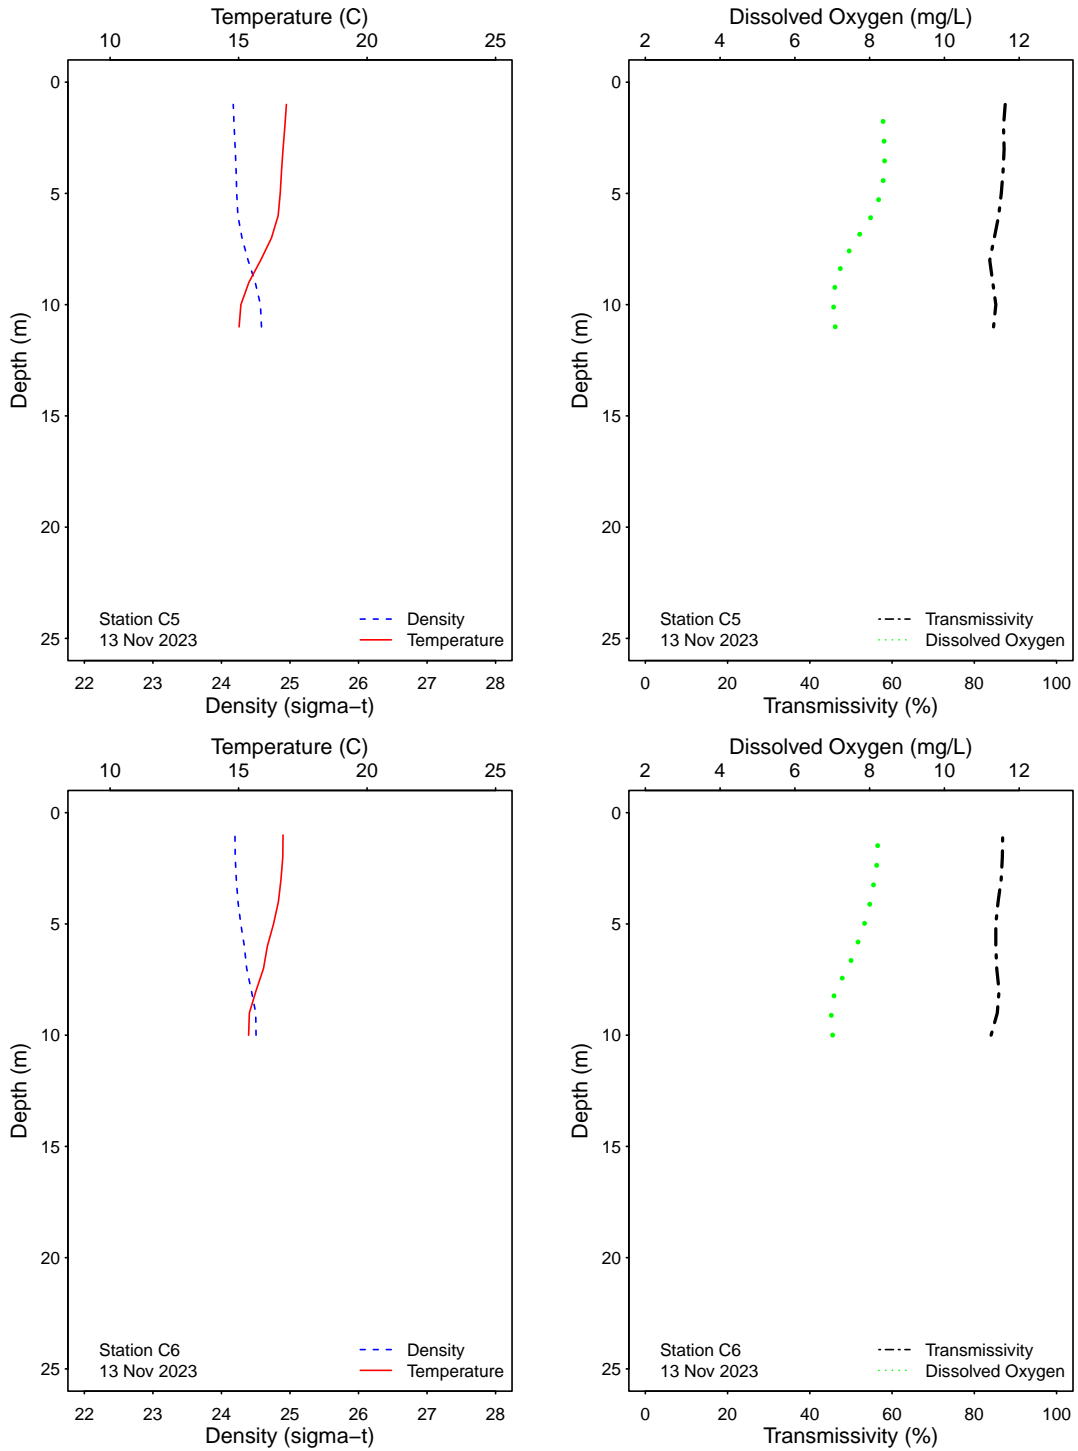 Temperature (C)
10 15 20 25
0
5
10
15
20
25
Depth (m)
Station C5
13 Nov 2023
Density
Temperature
22 23 24 25 26 27 28
Density (sigma−t)
Dissolved Oxygen (mg/L)
2 4 6 8 10 12
0
5
10
15
20
25
Depth (m)
Station C5
13 Nov 2023
Transmissivity
Dissolved Oxygen
0 20 40 60 80 100
Transmissivity (%)
Temperature (C)
10 15 20 25
0
5
10
15
20
25
Depth (m)
Station C6
13 Nov 2023
Density
Temperature
22 23 24 25 26 27 28
Density (sigma−t)
Dissolved Oxygen (mg/L)
2 4 6 8 10 12
0
5
10
15
20
25
Depth (m)
Station C6
13 Nov 2023
Transmissivity
Dissolved Oxygen
0 20 40 60 80 100
Transmissivity (%)